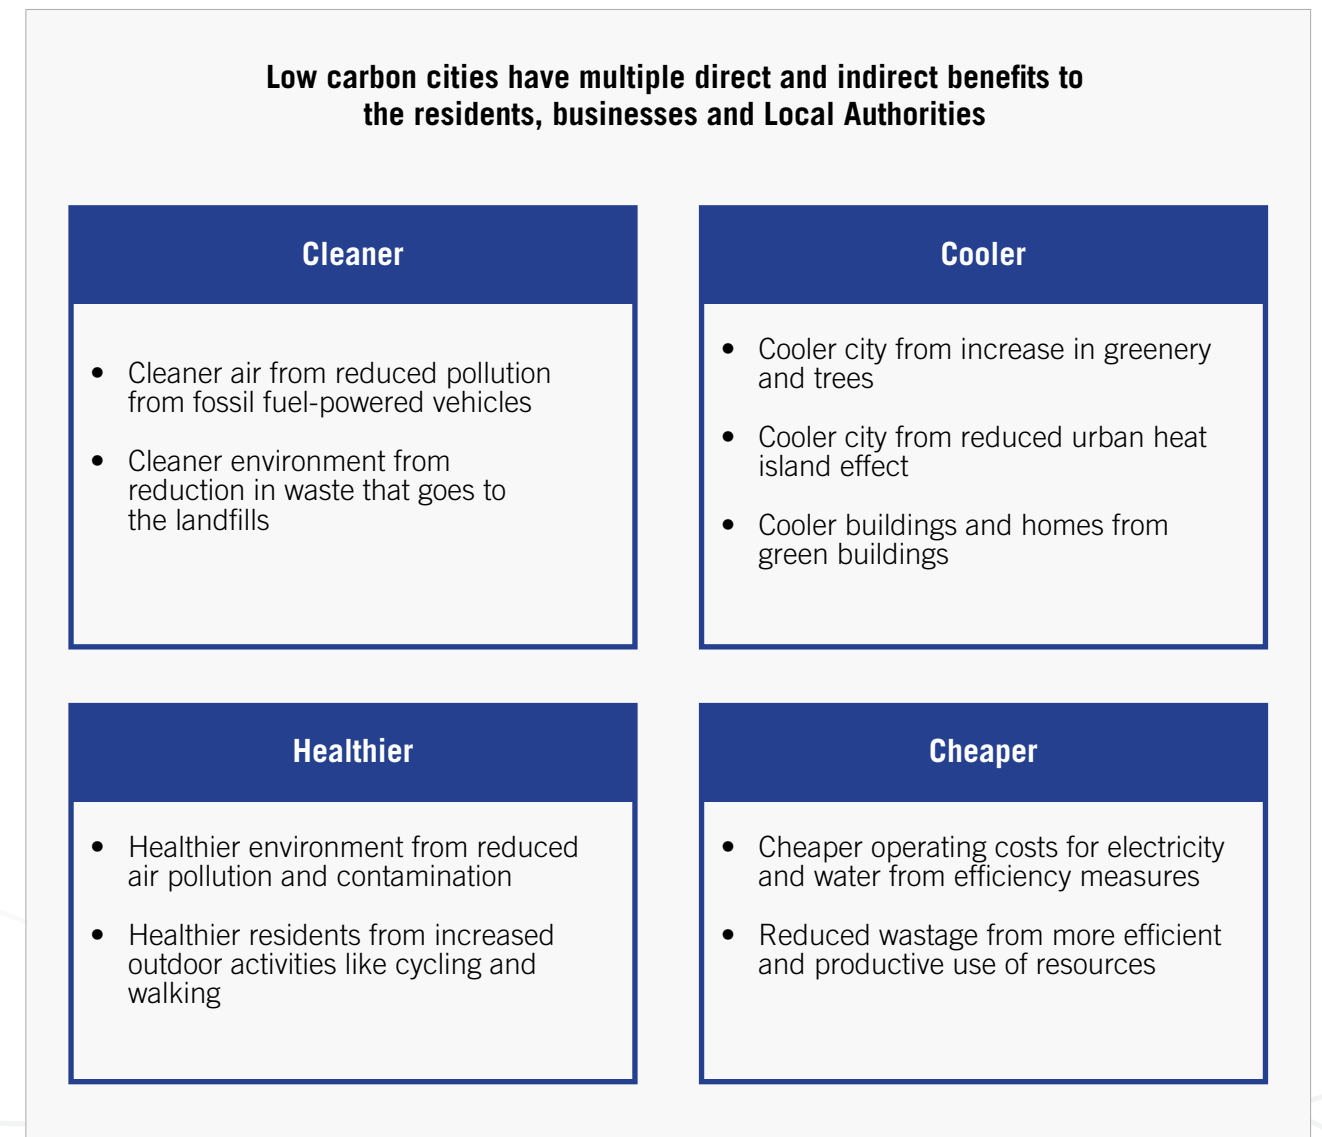 Low carbon cities have multiple direct and indirect benefits to
the residents, businesses and Local Authorities
Cleaner
• Cleaner air from reduced pollution
from fossil fuel-powered vehicles
• Cleaner environment from
reduction in waste that goes to
the landfills
Cooler
• Cooler city from increase in greenery
and trees
• Cooler city from reduced urban heat
island effect
• Cooler buildings and homes from
green buildings
Healthier
• Healthier environment from reduced
air pollution and contamination
• Healthier residents from increased
outdoor activities like cycling and
walking
Cheaper
• Cheaper operating costs for electricity
and water from efficiency measures
• Reduced wastage from more efficient
and productive use of resources